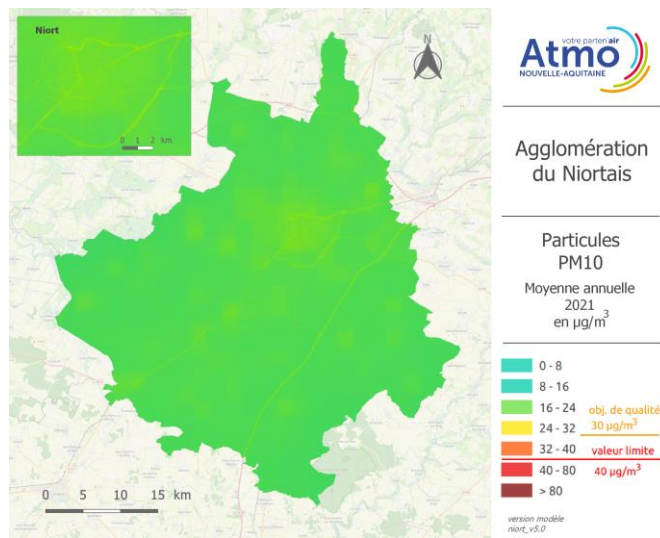 Niort
0 1 2 km
N
0 5 10 15 km
votre parten'air
Atmo
NOUVELLE-AQUITAINE
Agglomération
du Niortais
Particules
PM10
Moyenne annuelle
2021
en µg/m³
0 - 8
8 - 16
16 - 24
24 - 32
32 - 40
40 - 80
> 80
obj. de qualité
30 µg/m³
valeur limite
40 µg/m³
version modèle
niort_v5.0